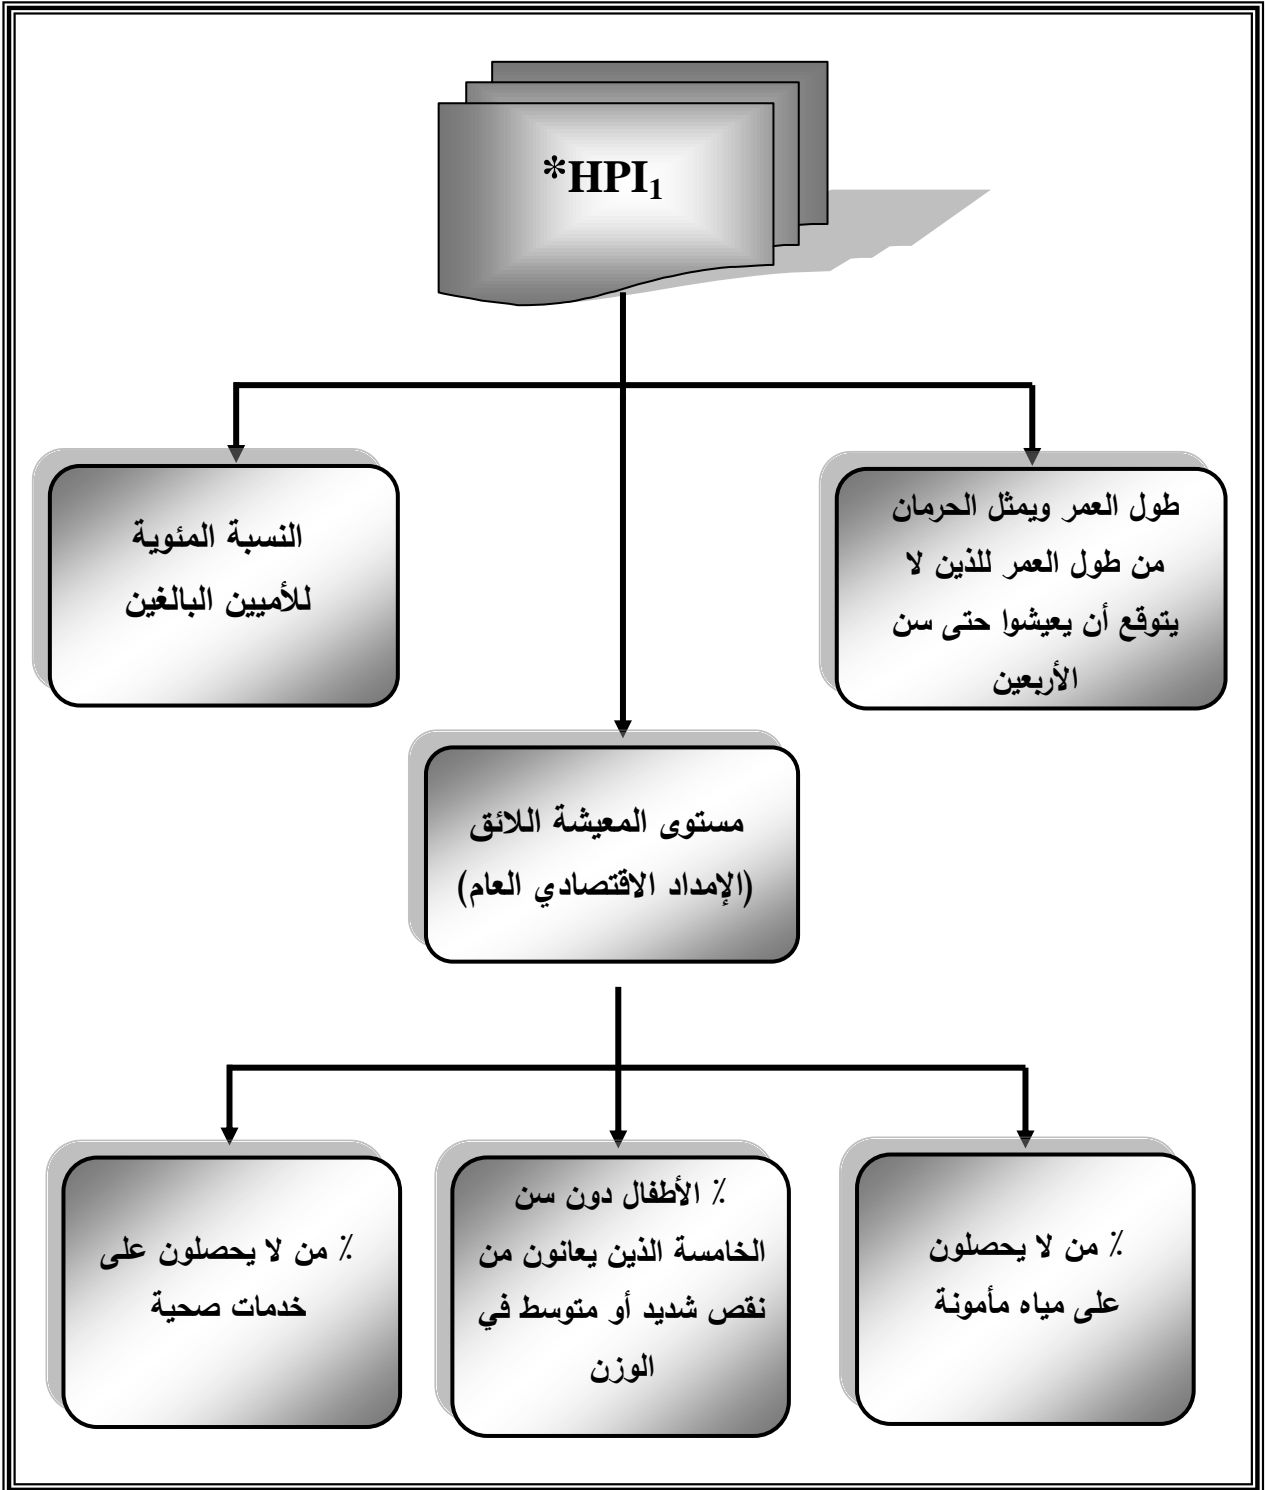 *HPI₁
طول العمر ويمثل الحرمان
من طول العمر للذين لا
يتوقع أن يعيشوا حتى سن
الأربعين
النسبة المئوية
للأميين البالغين
مستوى المعيشة اللائق
(الإمداد الاقتصادي العام)
٪ من لا يحصلون
على مياه مأمونة
٪ الأطفال دون سن
الخامسة الذين يعانون من
نقص شديد أو متوسط في
الوزن
٪ من لا يحصلون على
خدمات صحية